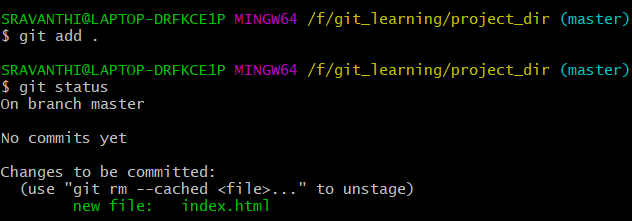 SRAVANTHI@LAPTOP-DRFKCE1P MINGW64 /f/git_learning/project_dir (master)
$ git add .
SRAVANTHI@LAPTOP-DRFKCE1P MINGW64 /f/git_learning/project_dir (master)
$ git status
On branch master
No commits yet
Changes to be committed:
  (use "git rm --cached <file>..." to unstage)
        new file:   index.html